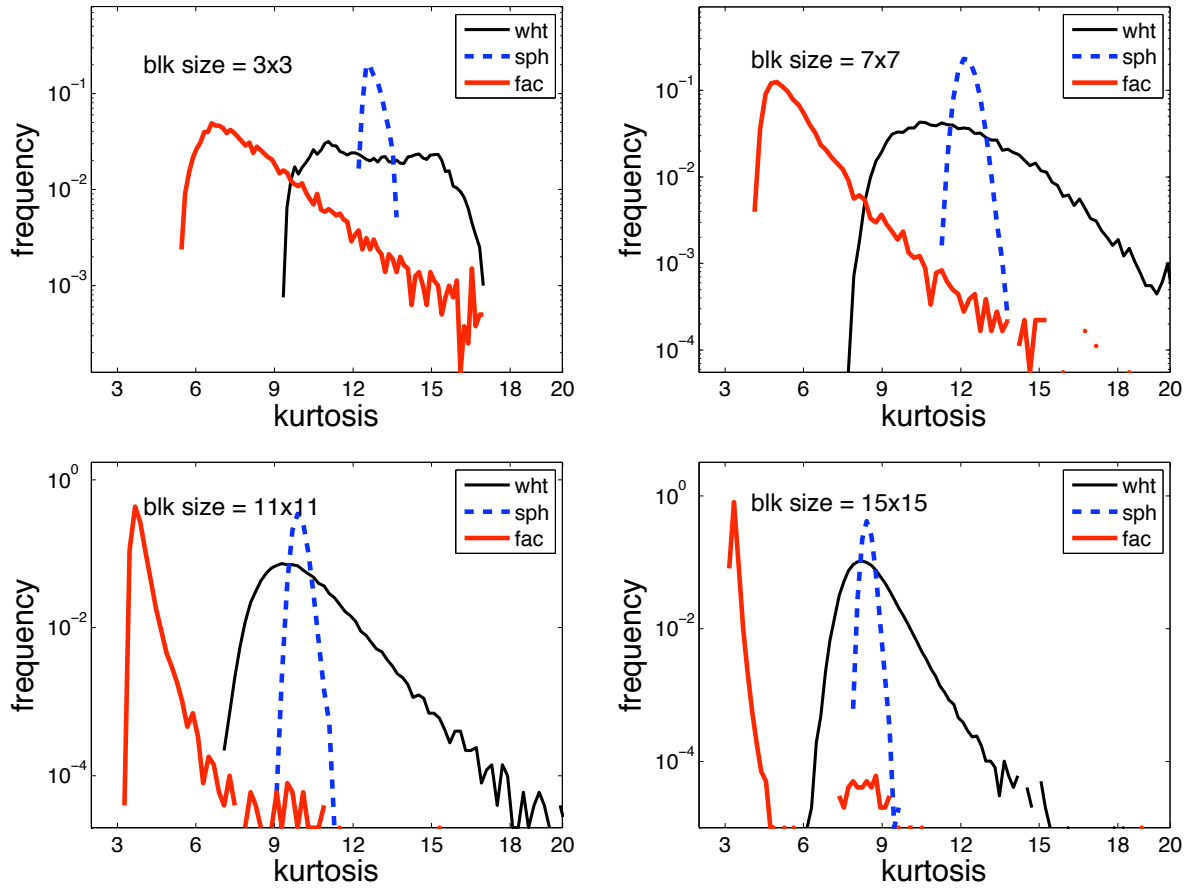 blk size = 3x3
wht
sph
fac
frequency
10^-1
10^-2
10^-3
3 6 9 12 15 18 20
kurtosis
blk size = 7x7
wht
sph
fac
frequency
10^-1
10^-2
10^-3
10^-4
3 6 9 12 15 18 20
kurtosis
blk size = 11x11
wht
sph
fac
frequency
10^0
10^-2
10^-4
3 6 9 12 15 18 20
kurtosis
blk size = 15x15
wht
sph
fac
frequency
10^0
10^-2
10^-4
3 6 9 12 15 18 20
kurtosis